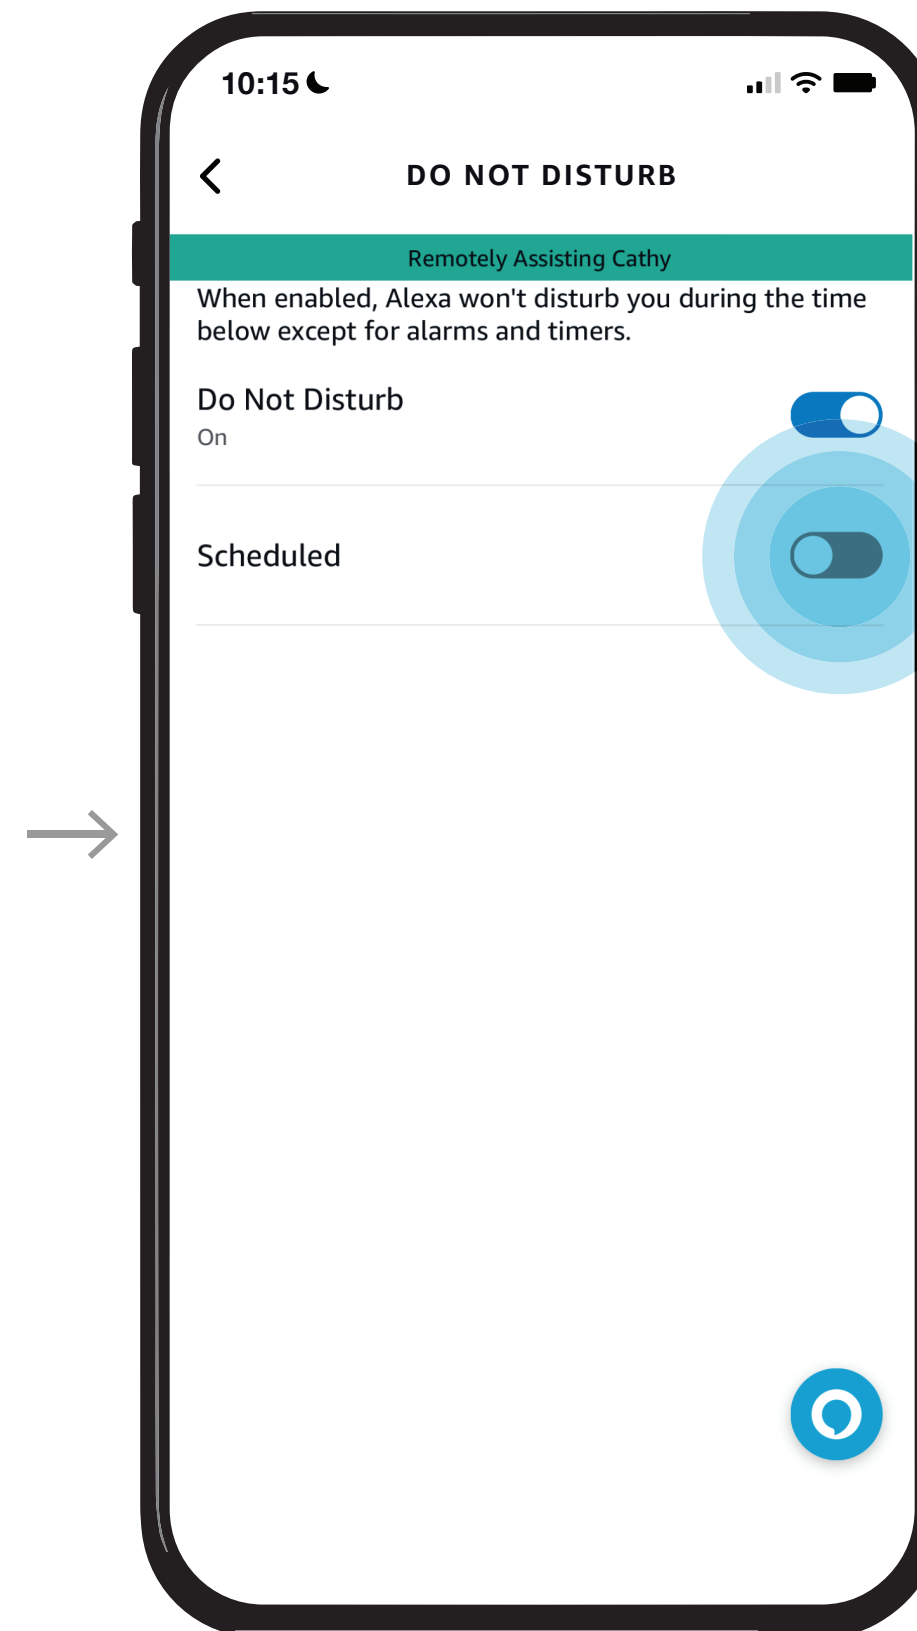 10:15
DO NOT DISTURB
Remotely Assisting Cathy
When enabled, Alexa won't disturb you during the time
below except for alarms and timers.
Do Not Disturb
On
Scheduled